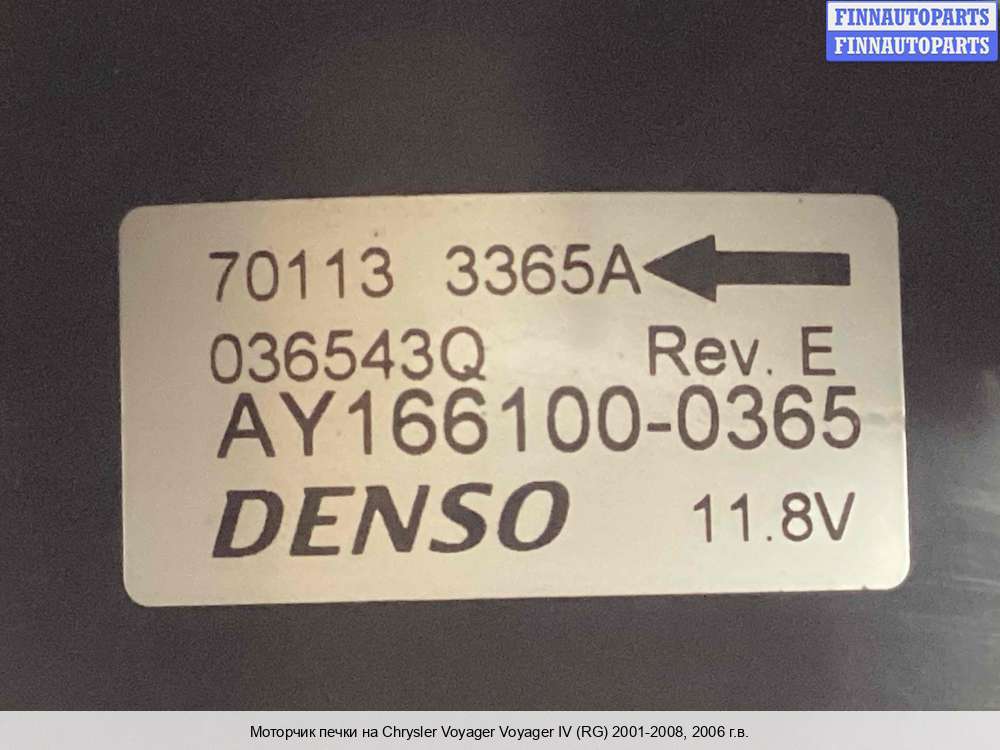 FINNAUTOPARTS
FINNAUTOPARTS
70113 3365A
036543Q Rev. E
AY166100-0365
DENSO 11.8V
Моторчик печки на Chrysler Voyager Voyager IV (RG) 2001-2008, 2006 г.в.